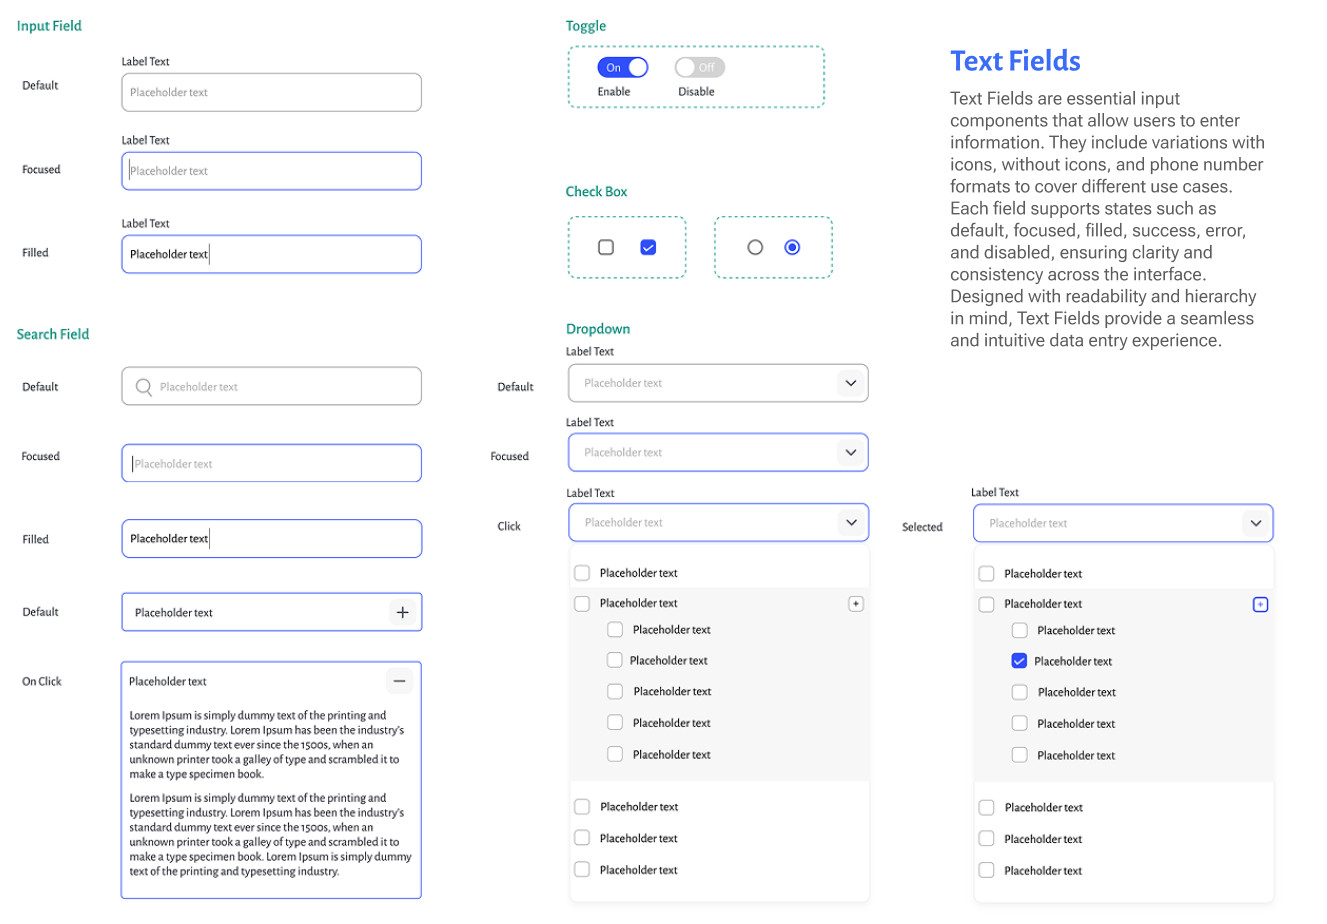 Input Field
Label Text
Default
Placeholder text
Label Text
Focused
Placeholder text
Label Text
Filled
Placeholder text
Search Field
Default
Placeholder text
Focused
Placeholder text
Filled
Placeholder text
Default
Placeholder text
On Click
Placeholder text
Lorem Ipsum is simply dummy text of the printing and
typesetting industry. Lorem Ipsum has been the industry's
standard dummy text ever since the 1500s, when an
unknown printer took a galley of type and scrambled it to
make a type specimen book.
Lorem Ipsum is simply dummy text of the printing and
typesetting industry. Lorem Ipsum has been the industry's
standard dummy text ever since the 1500s, when an
unknown printer took a galley of type and scrambled it to
make a type specimen book. Lorem Ipsum is simply dummy
text of the printing and typesetting industry.
Toggle
On
Off
Enable
Disable
Check Box
Dropdown
Label Text
Default
Placeholder text
Label Text
Focused
Placeholder text
Label Text
Click
Placeholder text
Placeholder text
Placeholder text
Placeholder text
Placeholder text
Placeholder text
Placeholder text
Placeholder text
Placeholder text
Placeholder text
Placeholder text
Text Fields
Text Fields are essential input
components that allow users to enter
information. They include variations with
icons, without icons, and phone number
formats to cover different use cases.
Each field supports states such as
default, focused, filled, success, error,
and disabled, ensuring clarity and
consistency across the interface.
Designed with readability and hierarchy
in mind, Text Fields provide a seamless
and intuitive data entry experience.
Label Text
Selected
Placeholder text
Placeholder text
Placeholder text
Placeholder text
Placeholder text
Placeholder text
Placeholder text
Placeholder text
Placeholder text
Placeholder text
Placeholder text